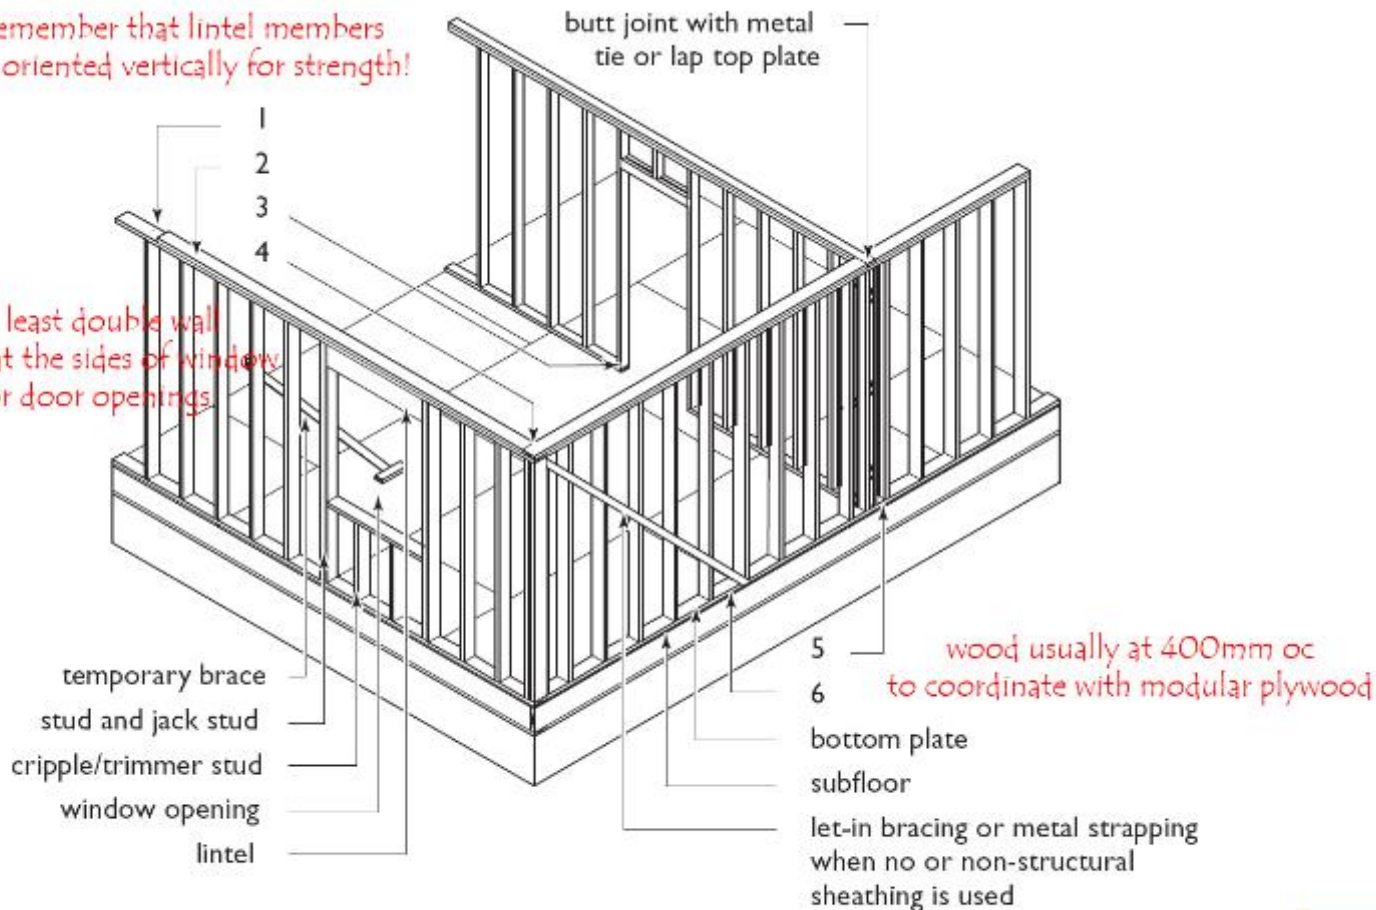 emember that lintel members
oriented vertically for strength!
butt joint with metal
tie or lap top plate
1
2
3
4
least double wall
t the sides of window
r door openings
temporary brace
stud and jack stud
cripple/trimmer stud
window opening
lintel
5
6
wood usually at 400mm oc
to coordinate with modular plywood
bottom plate
subfloor
let-in bracing or metal strapping
when no or non-structural
sheathing is used